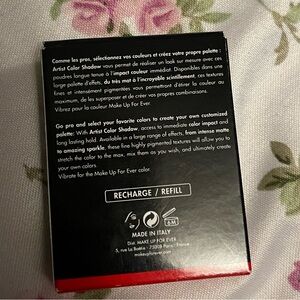 Comme les pros, sélectionnez vos couleurs et créez votre propre palette :
Artist Color Shadow vous permet de réaliser un look sur mesure avec ces
poudres longue tenue à l'impact couleur immédiat. Disponibles dans une
large palette d'effets, du très mat à l'incroyable scintillement, ces textures
fines et intensément pigmentées vous permettront d'étirer la couleur au
maximum, de les superposer et de créer vos propres combinaisons.
Vibrez pour la couleur Make Up For Ever.
Go pro and select your favorite colors to create your own customized
palette: With Artist Color Shadow, access to immediate color impact and
long lasting hold. Available in a large range of effects, from intense matte
to amazing sparkle, these fine highly pigmented textures will allow you to
stretch the color to the max, mix them as you wish, and ultimately create
your own colors.
Vibrate for the Make Up For Ever color.
RECHARGE / REFILL
MADE IN ITALY
Dist. MAKE UP FOR EVER
5, rue La Boétie - 75008 Paris - France
makeupforever.com